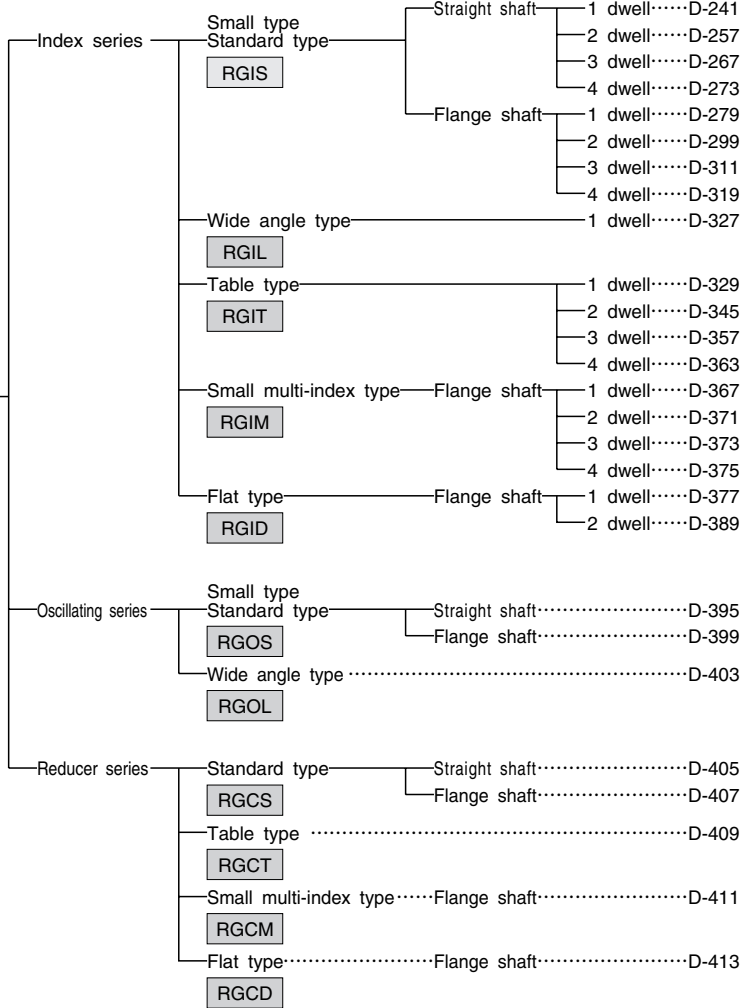 Index series
Small type
Standard type
RGIS
Straight shaft
1 dwell······D-241
2 dwell······D-257
3 dwell······D-267
4 dwell······D-273
Flange shaft
1 dwell······D-279
2 dwell······D-299
3 dwell······D-311
4 dwell······D-319
Wide angle type
1 dwell······D-327
RGIL
Table type
1 dwell······D-329
RGIT
2 dwell······D-345
3 dwell······D-357
4 dwell······D-363
Small multi-index type
Flange shaft
1 dwell······D-367
RGIM
2 dwell······D-371
3 dwell······D-373
4 dwell······D-375
Flat type
Flange shaft
1 dwell······D-377
RGID
2 dwell······D-389
Oscillating series
Small type
Standard type
RGOS
Straight shaft······D-395
Flange shaft······D-399
Wide angle type······D-403
RGOL
Reducer series
Standard type
RGCS
Straight shaft······D-405
Flange shaft······D-407
Table type······D-409
RGCT
Small multi-index type······Flange shaft······D-411
RGCM
Flat type······Flange shaft······D-413
RGCD